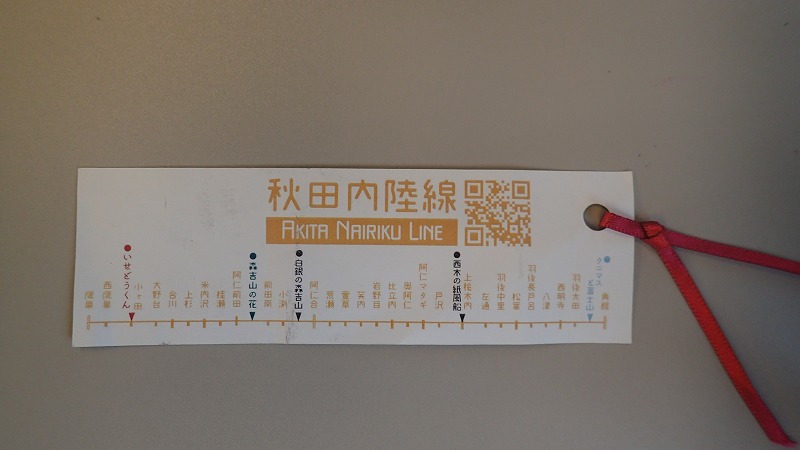 秋田内陸線
AKITA NAIRIKU LINE
●いせどうくん
●森吉山の花
●白銀の森吉山
●西木の紙風船
●クニマスと富士山
鷹巣
西鷹巣
小ヶ田
大野台
合川
上杉
米内沢
桂瀬
阿仁前田
前田南
小渕
阿仁合
荒瀬
萱草
笑内
岩野目
比立内
奥阿仁
阿仁マタギ
戸沢
上桧木内
左通
羽後中里
松葉
羽後長戸呂
八津
西明寺
羽後太田
角館